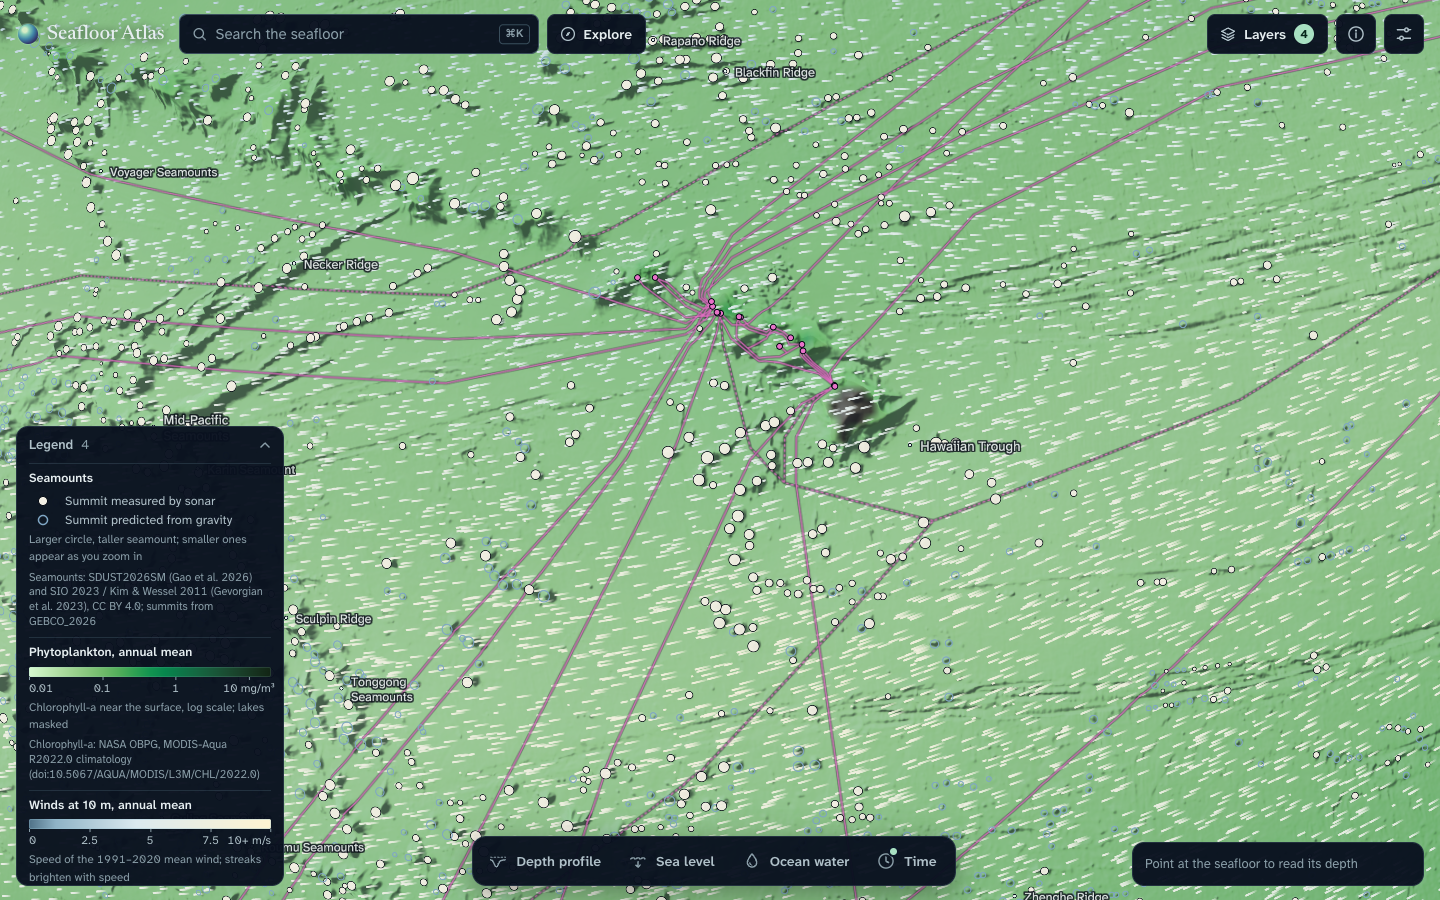 Seafloor Atlas
Search the seafloor
⌘K
Explore
Layers
4
Rapano Ridge
Blackfin Ridge
Voyager Seamounts
Necker Ridge
Mid-Pacific
Hawaiian Trough
Sculpin Ridge
Tonggong
Seamounts
mu Seamounts
Zhenghe Ridge
Legend 4
Seamounts
Summit measured by sonar
Summit predicted from gravity
Larger circle, taller seamount; smaller ones
appear as you zoom in
Seamounts: SDUST2026SM (Gao et al. 2026)
and SIO 2023 / Kim & Wessel 2011 (Gevorgian
et al. 2023), CC BY 4.0; summits from
GEBCO_2026
Phytoplankton, annual mean
0.01 0.1 1 10 mg/m³
Chlorophyll-a near the surface, log scale; lakes
masked
Chlorophyll-a: NASA OBPG, MODIS-Aqua
R2022.0 climatology
(doi:10.5067/AQUA/MODIS/L3M/CHL/2022.0)
Winds at 10 m, annual mean
0 2.5 5 7.5 10+ m/s
Speed of the 1991–2020 mean wind; streaks
brighten with speed
Depth profile
Sea level
Ocean water
Time
Point at the seafloor to read its depth